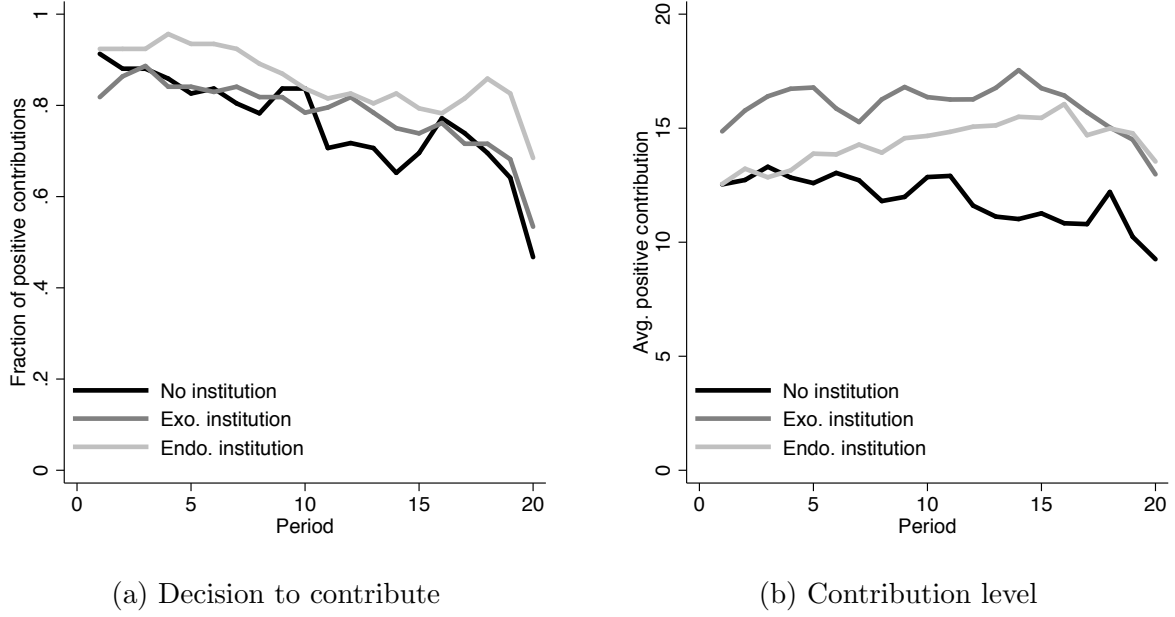 Fraction of positive contributions
0 .2 .4 .6 .8 1
No institution
Exo. institution
Endo. institution
0 5 10 15 20
Period
(a) Decision to contribute
Avg. positive contribution
0 5 10 15 20
No institution
Exo. institution
Endo. institution
0 5 10 15 20
Period
(b) Contribution level